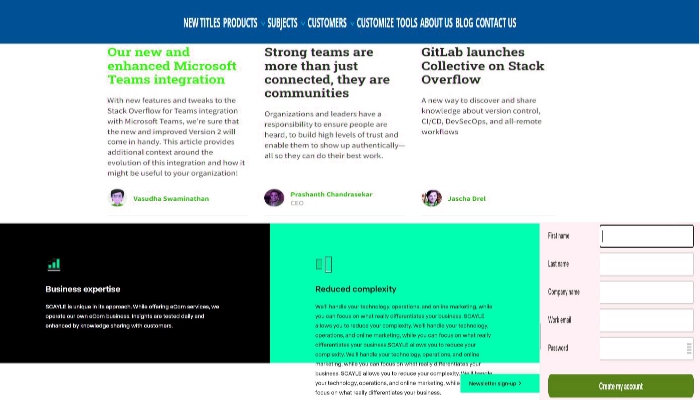 NEW TITLES PRODUCTS SUBJECTS CUSTOMERS CUSTOMIZE TOOLS ABOUT US BLOG CONTACT US
Our new and
enhanced Microsoft
Teams integration
With new features and tweaks to the
Stack Overflow for Teams integration
with Microsoft Teams, we're sure that
the new and improved Version 2 will
come in handy. This article provides
additional context around the
evolution of this integration and how it
might be useful to your organization!
Vasudha Swaminathan
Strong teams are
more than just
connected, they are
communities
Organizations and leaders have a
responsibility to ensure people are
heard, to build high levels of trust and
enable them to show up authentically—
all so they can do their best work.
Prashanth Chandrasekar
CEO
GitLab launches
Collective on Stack
Overflow
A new way to discover and share
knowledge about version control,
CI/CD, DevSecOps, and all-remote
workflows
Jascha Drel
Business expertise
SCAYLE is unique in its approach. While offering eCom services, we
operate our own eCom business. Insights are tested daily and
enhanced by knowledge sharing with customers.
Reduced complexity
We'll handle your technology, operations, and online marketing, while
you can focus on what really differentiates your business. SCAYLE
allows you to reduce your complexity. We'll handle your technology,
operations, and online marketing, while you can focus on what really
differentiates your business.SCAYLE allows you to reduce your
complexity. We'll handle your technology, operations, and online
marketing, while you can focus on what really differentiates your
business. SCAYLE allows you to reduce your complexity. We'll handle
your technology, operations, and online marketing, while
focus on what really differentiates your business.
Newsletter sign-up >
First name
Last name
Company name
Work email
Password
Create my account